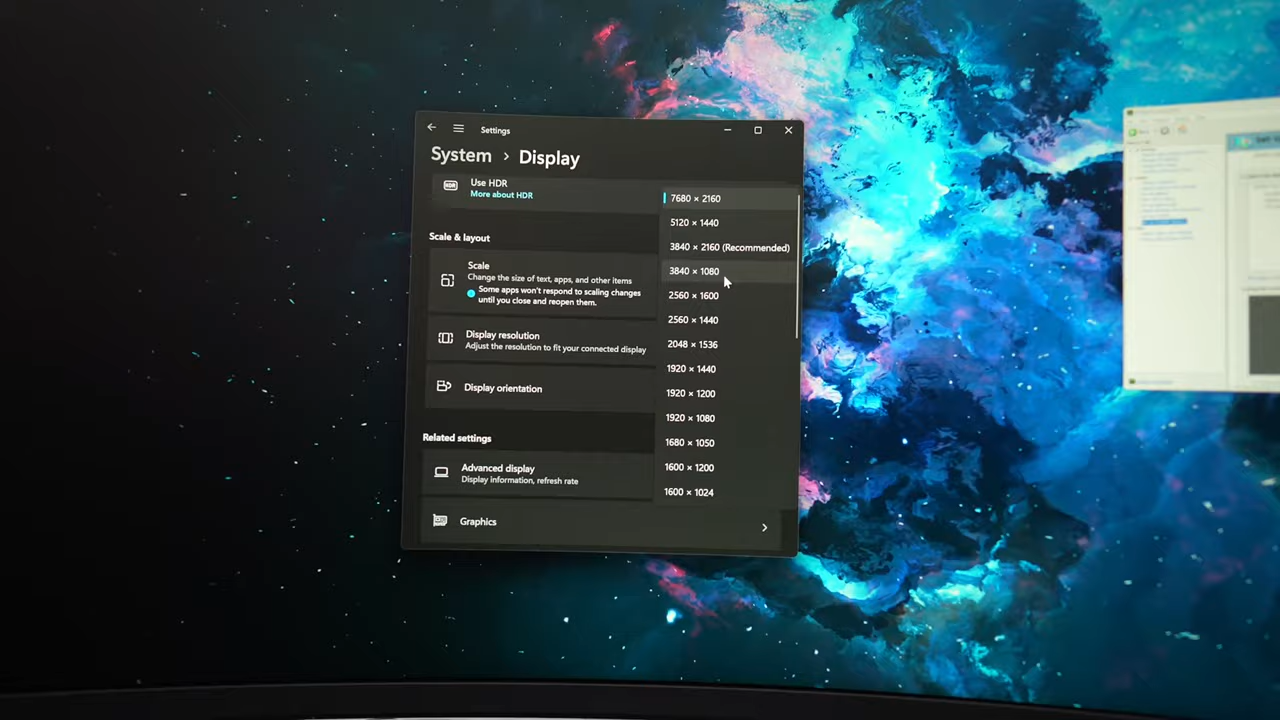 Settings
System > Display
HDR
Use HDR
More about HDR
Scale & layout
Scale
Change the size of text, apps, and other items
Some apps won't respond to scaling changes
until you close and reopen them.
Display resolution
Adjust the resolution to fit your connected display
Display orientation
Related settings
Advanced display
Display information, refresh rate
Graphics
7680 × 2160
5120 × 1440
3840 × 2160 (Recommended)
3840 × 1080
2560 × 1600
2560 × 1440
2048 × 1536
1920 × 1440
1920 × 1200
1920 × 1080
1680 × 1050
1600 × 1200
1600 × 1024